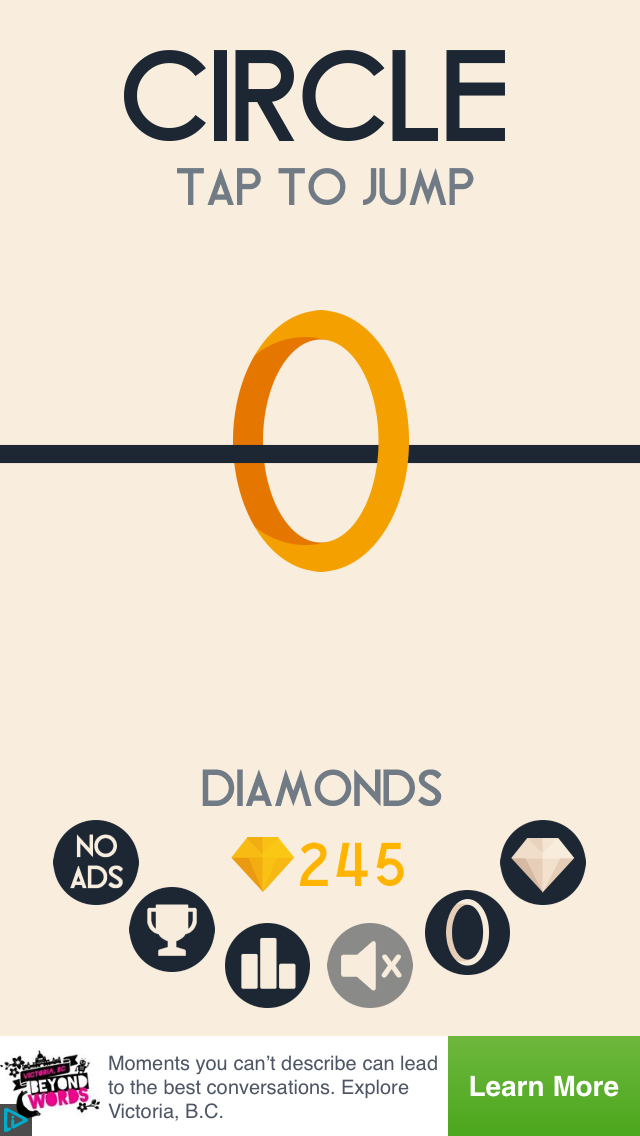 CIRCLE
TAP TO JUMP
DIAMONDS
NO
ADS
245
VICTORIA, BC
BEYOND
WORDS
Moments you can’t describe can lead
to the best conversations. Explore
Victoria, B.C.
Learn More